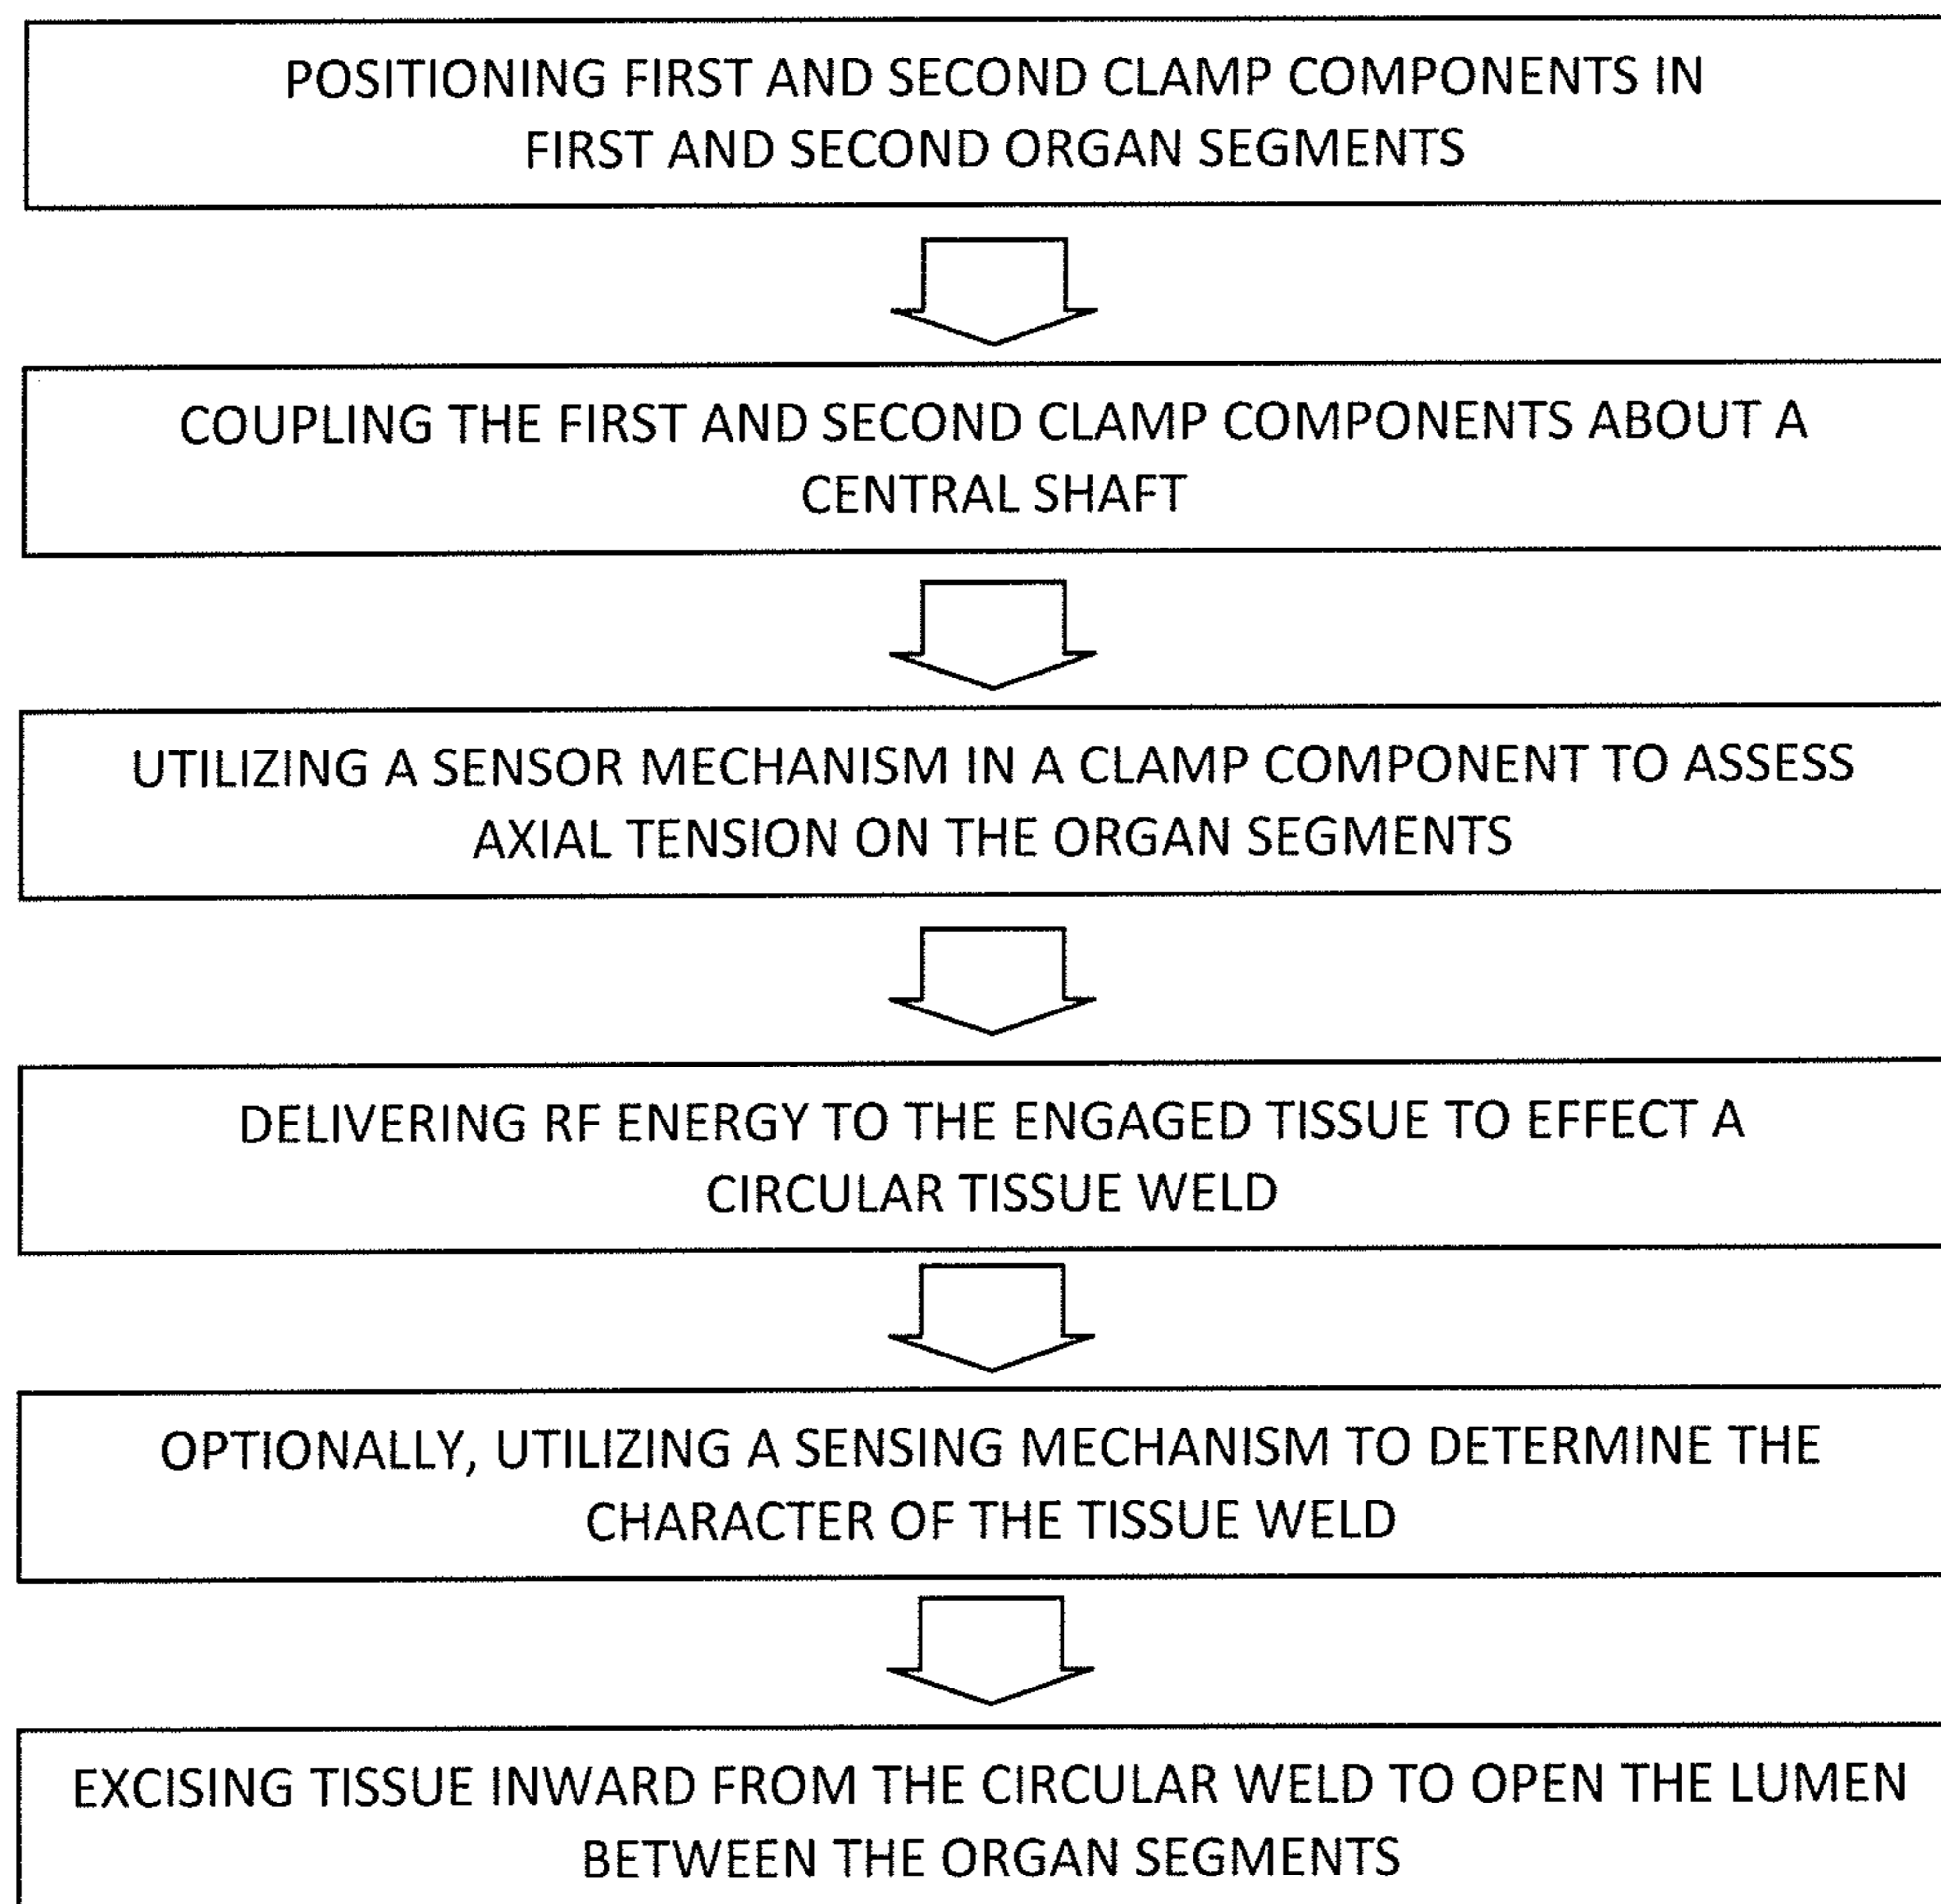 POSITIONING FIRST AND SECOND CLAMP COMPONENTS IN
FIRST AND SECOND ORGAN SEGMENTS
COUPLING THE FIRST AND SECOND CLAMP COMPONENTS ABOUT A
CENTRAL SHAFT
UTILIZING A SENSOR MECHANISM IN A CLAMP COMPONENT TO ASSESS
AXIAL TENSION ON THE ORGAN SEGMENTS
DELIVERING RF ENERGY TO THE ENGAGED TISSUE TO EFFECT A
CIRCULAR TISSUE WELD
OPTIONALLY, UTILIZING A SENSING MECHANISM TO DETERMINE THE
CHARACTER OF THE TISSUE WELD
EXCISING TISSUE INWARD FROM THE CIRCULAR WELD TO OPEN THE LUMEN
BETWEEN THE ORGAN SEGMENTS